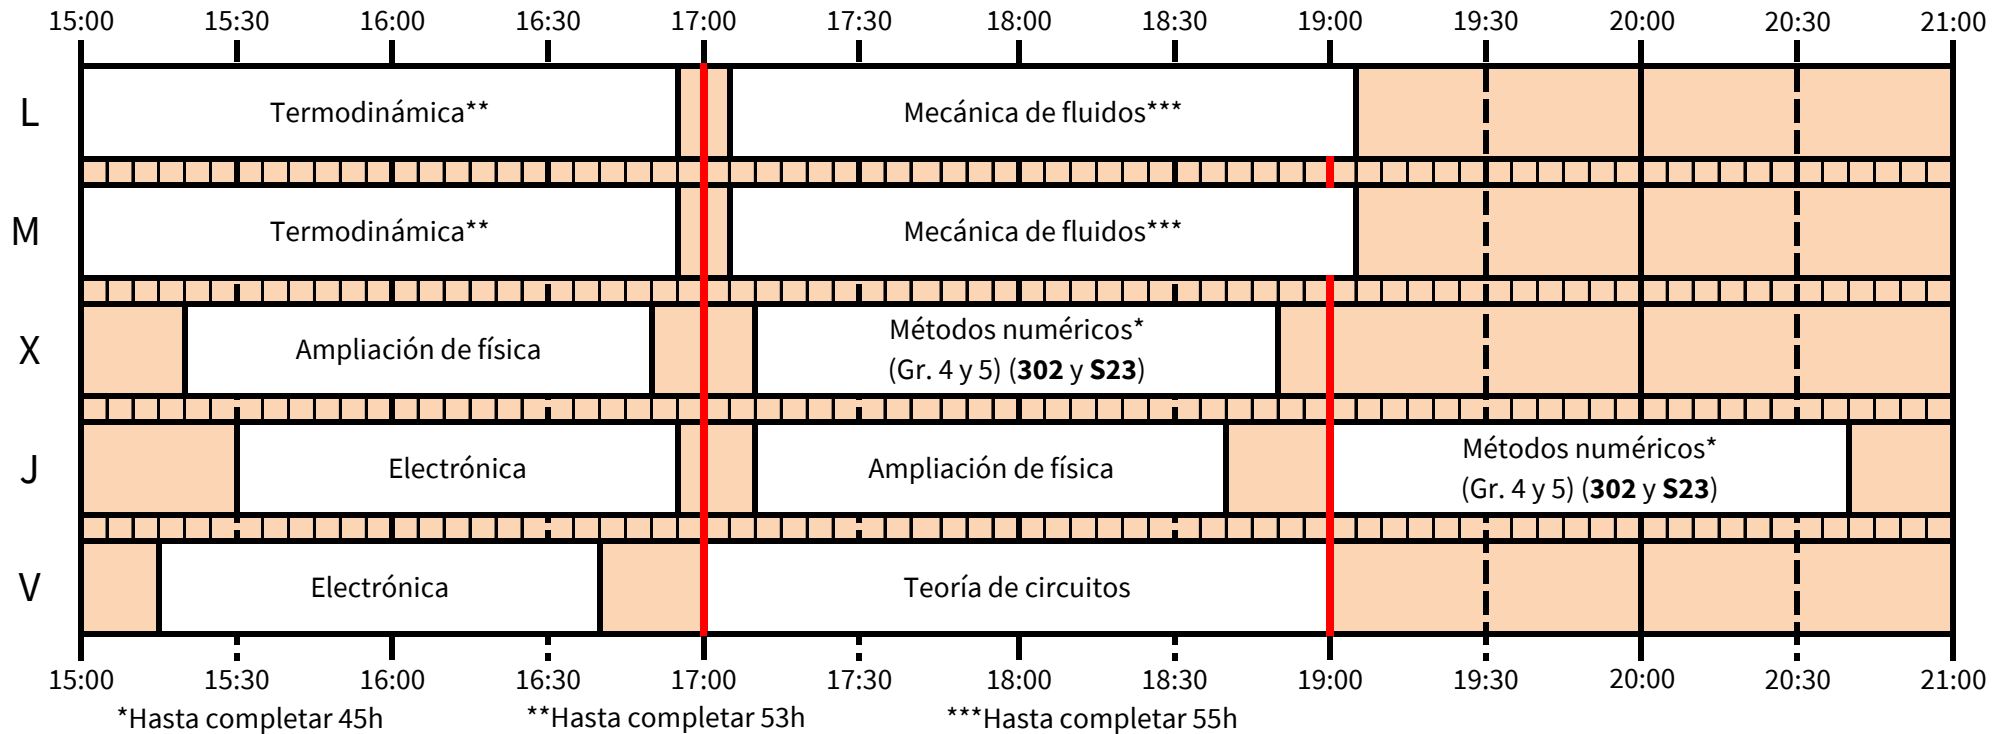 15:00 15:30 16:00 16:30 17:00 17:30 18:00 18:30 19:00 19:30 20:00 20:30 21:00
L Termodinámica** Mecánica de fluidos***
M Termodinámica** Mecánica de fluidos***
X Ampliación de física Métodos numéricos*
(Gr. 4 y 5) (302 y S23)
J Electrónica Ampliación de física Métodos numéricos*
(Gr. 4 y 5) (302 y S23)
V Electrónica Teoría de circuitos
15:00 15:30 16:00 16:30 17:00 17:30 18:00 18:30 19:00 19:30 20:00 20:30 21:00
*Hasta completar 45h **Hasta completar 53h ***Hasta completar 55h